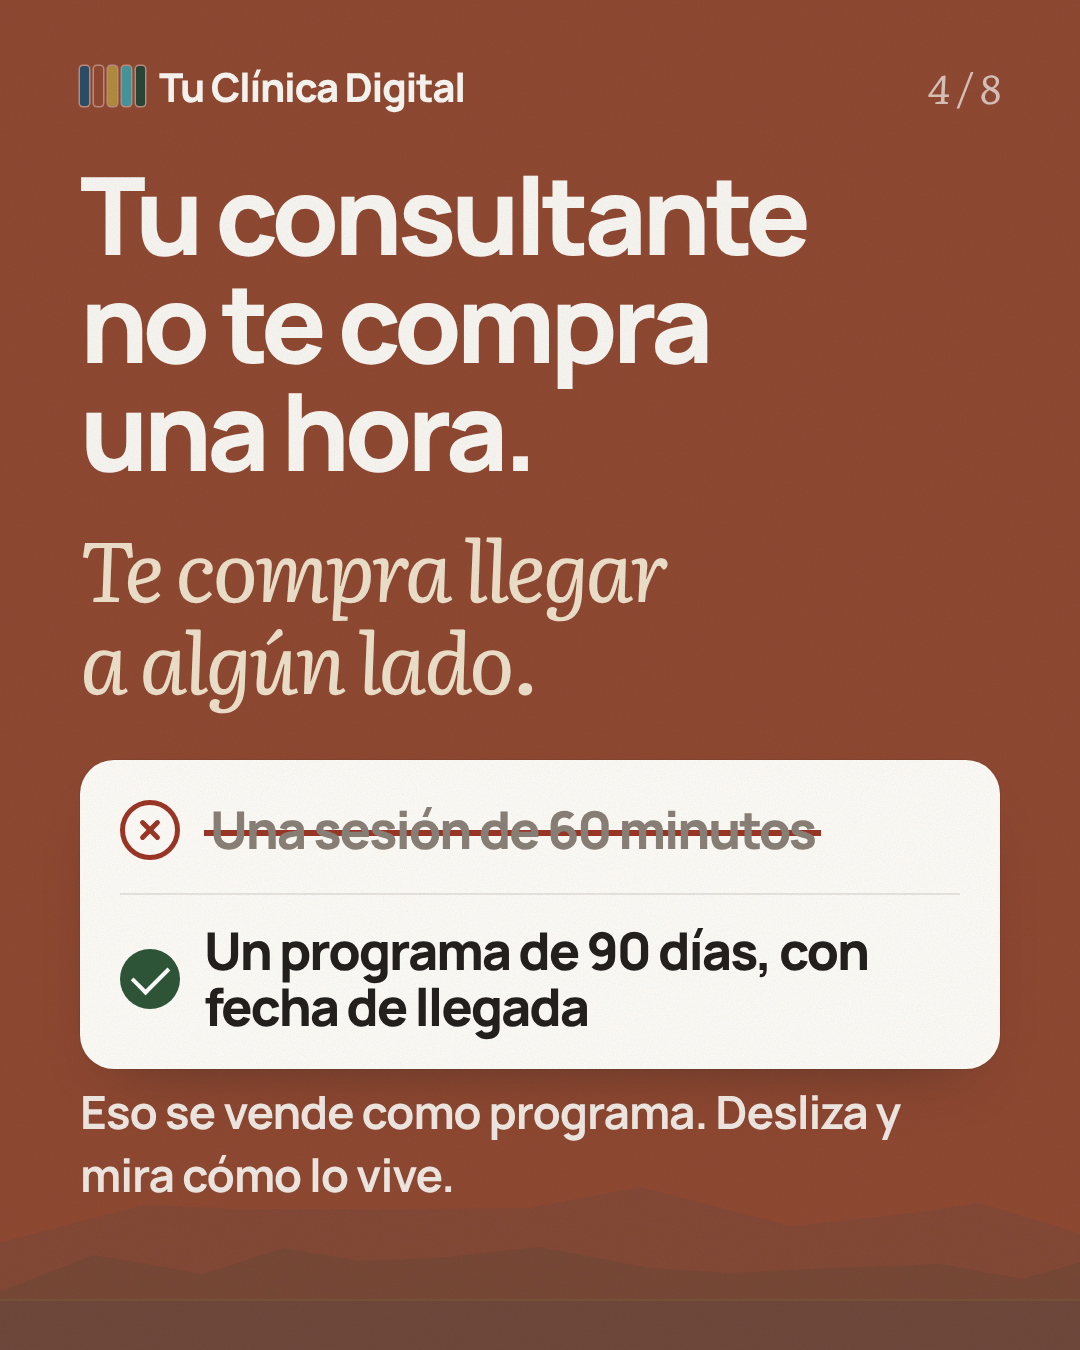 Tu Clínica Digital
4 / 8
Tu consultante
no te compra
una hora.
Te compra llegar
a algún lado.
Una sesión de 60 minutos
Un programa de 90 días, con
fecha de llegada
Eso se vende como programa. Desliza y
mira cómo lo vive.